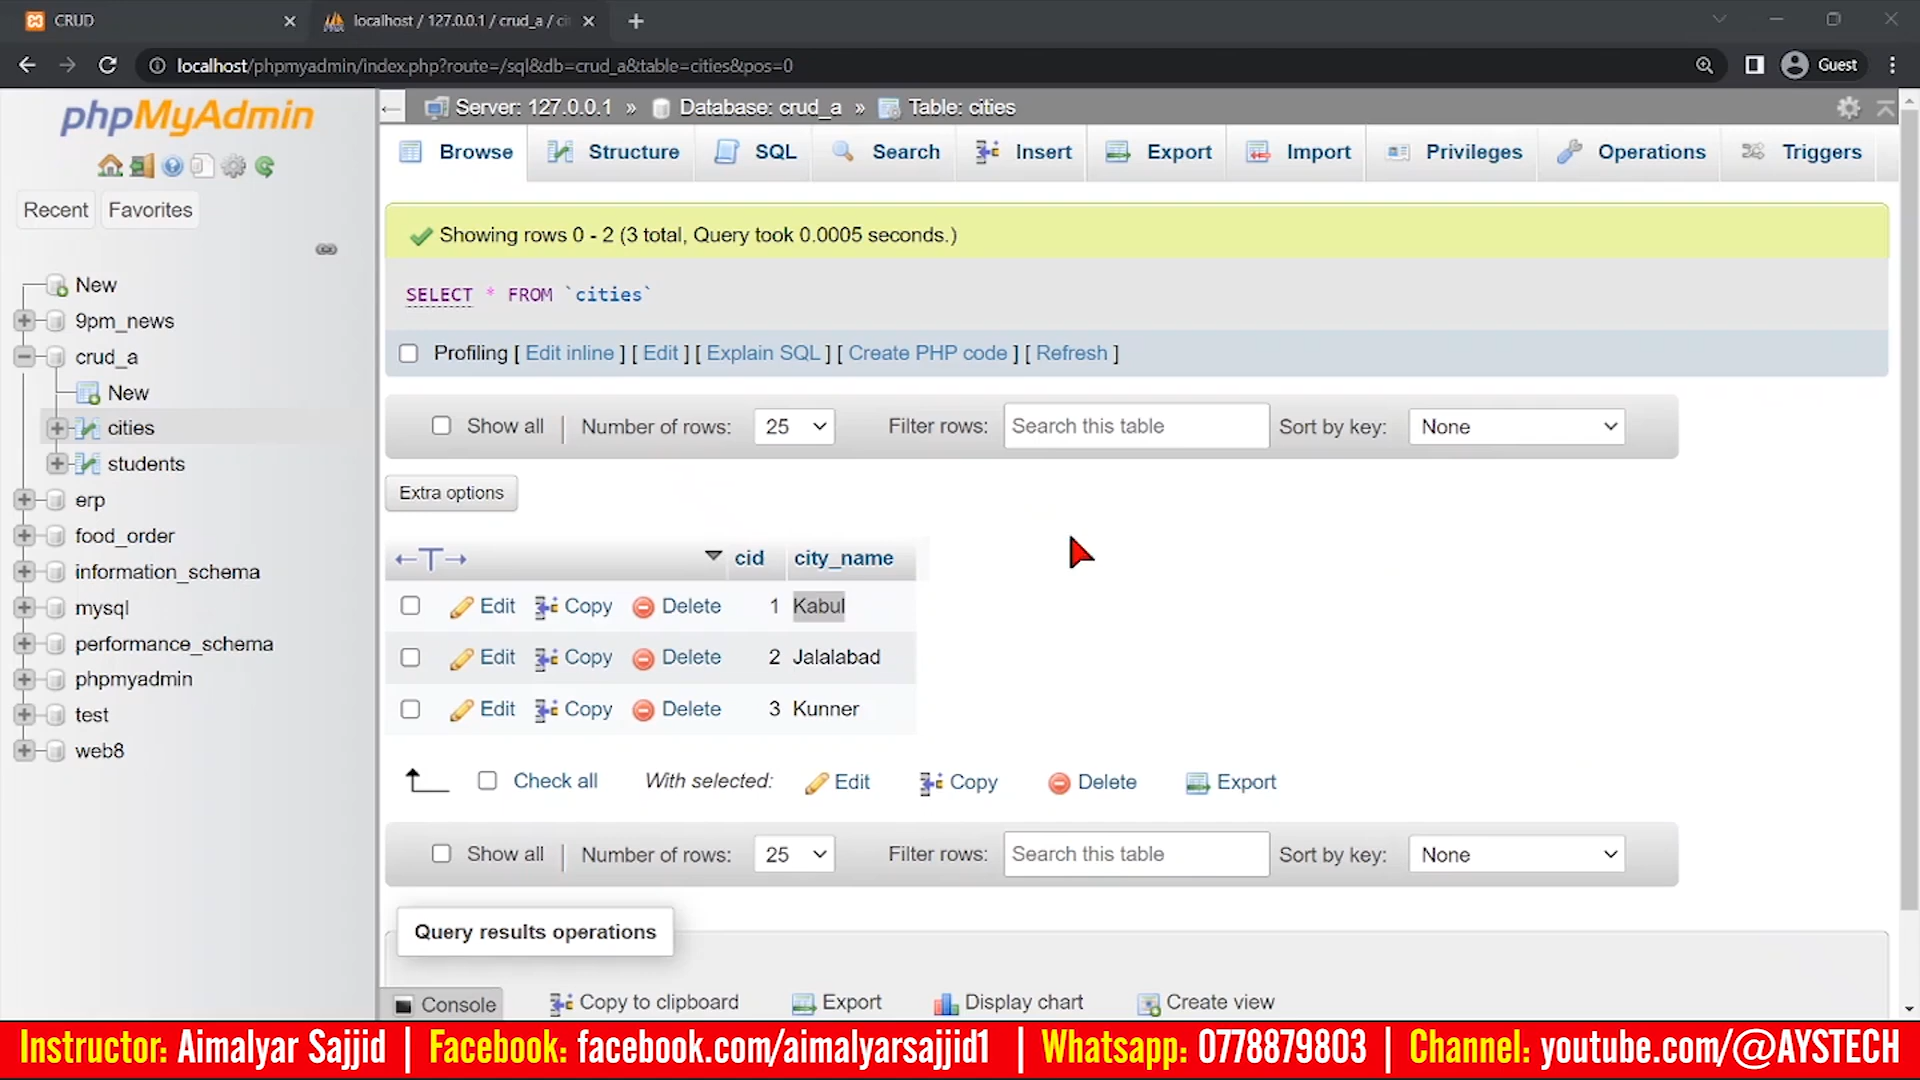 CRUD
localhost / 127.0.0.1 / crud_a / ci
localhost/phpmyadmin/index.php?route=/sql&db=crud_a&table=cities&pos=0
Guest
phpMyAdmin
Recent
Favorites
New
9pm_news
crud_a
New
cities
students
erp
food_order
information_schema
mysql
performance_schema
phpmyadmin
test
web8
Server: 127.0.0.1 » Database: crud_a » Table: cities
Browse
Structure
SQL
Search
Insert
Export
Import
Privileges
Operations
Triggers
Showing rows 0 - 2 (3 total, Query took 0.0005 seconds.)
SELECT * FROM `cities`
Profiling [ Edit inline ] [ Edit ] [ Explain SQL ] [ Create PHP code ] [ Refresh ]
Show all | Number of rows: 25 Filter rows: Search this table Sort by key: None
Extra options
←T→ cid city_name
Edit Copy Delete 1 Kabul
Edit Copy Delete 2 Jalalabad
Edit Copy Delete 3 Kunner
Check all With selected: Edit Copy Delete Export
Show all | Number of rows: 25 Filter rows: Search this table Sort by key: None
Query results operations
Console Copy to clipboard Export Display chart Create view
Instructor: Aimalyar Sajjid | Facebook: facebook.com/aimalyarsajjid1 | Whatsapp: 0778879803 | Channel: youtube.com/@AYSTECH